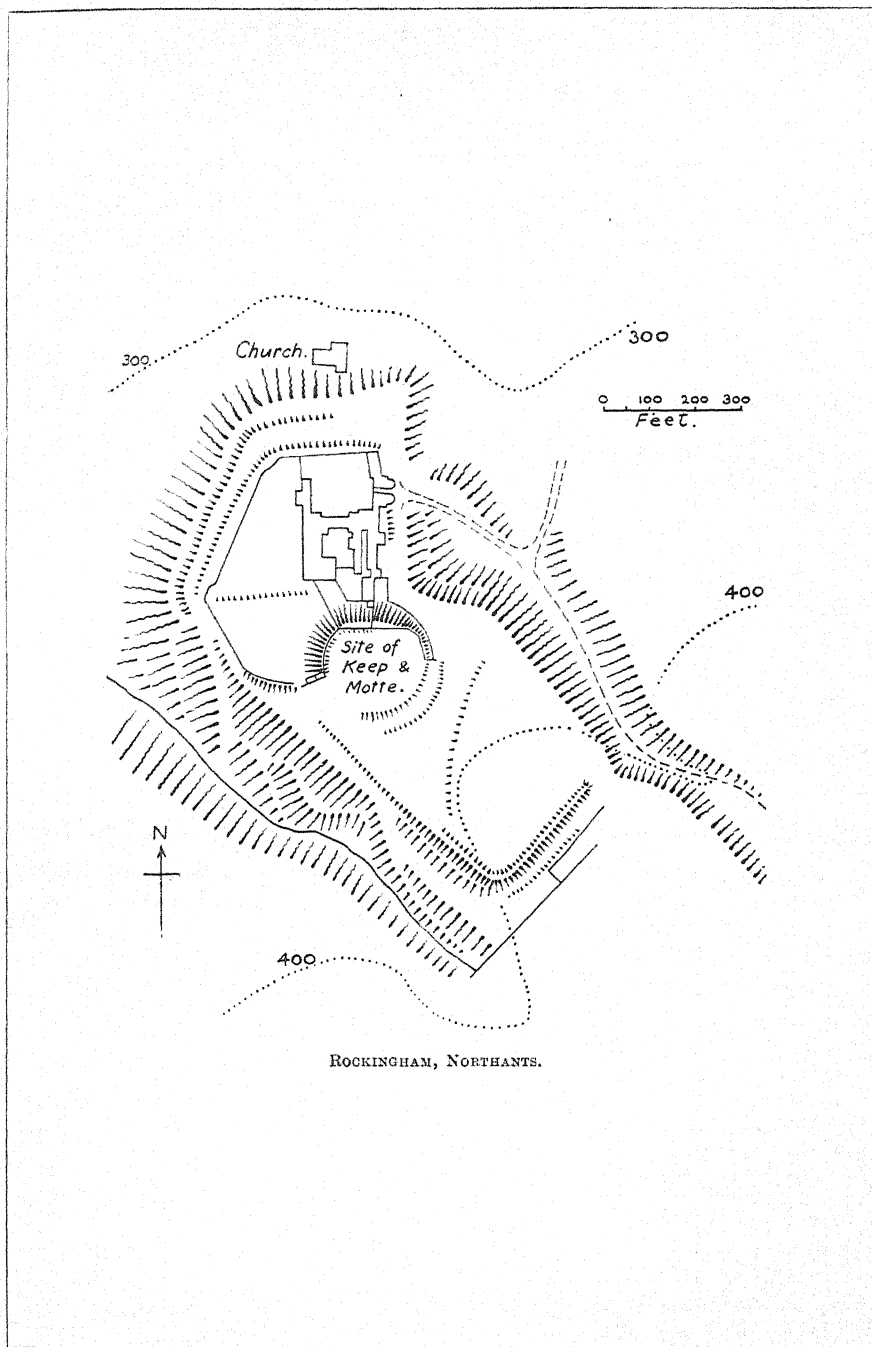 300
Church.
300
0 100 200 300
Feet.
400
Site of
Keep &
Motte.
N
400
ROCKINGHAM, NORTHANTS.